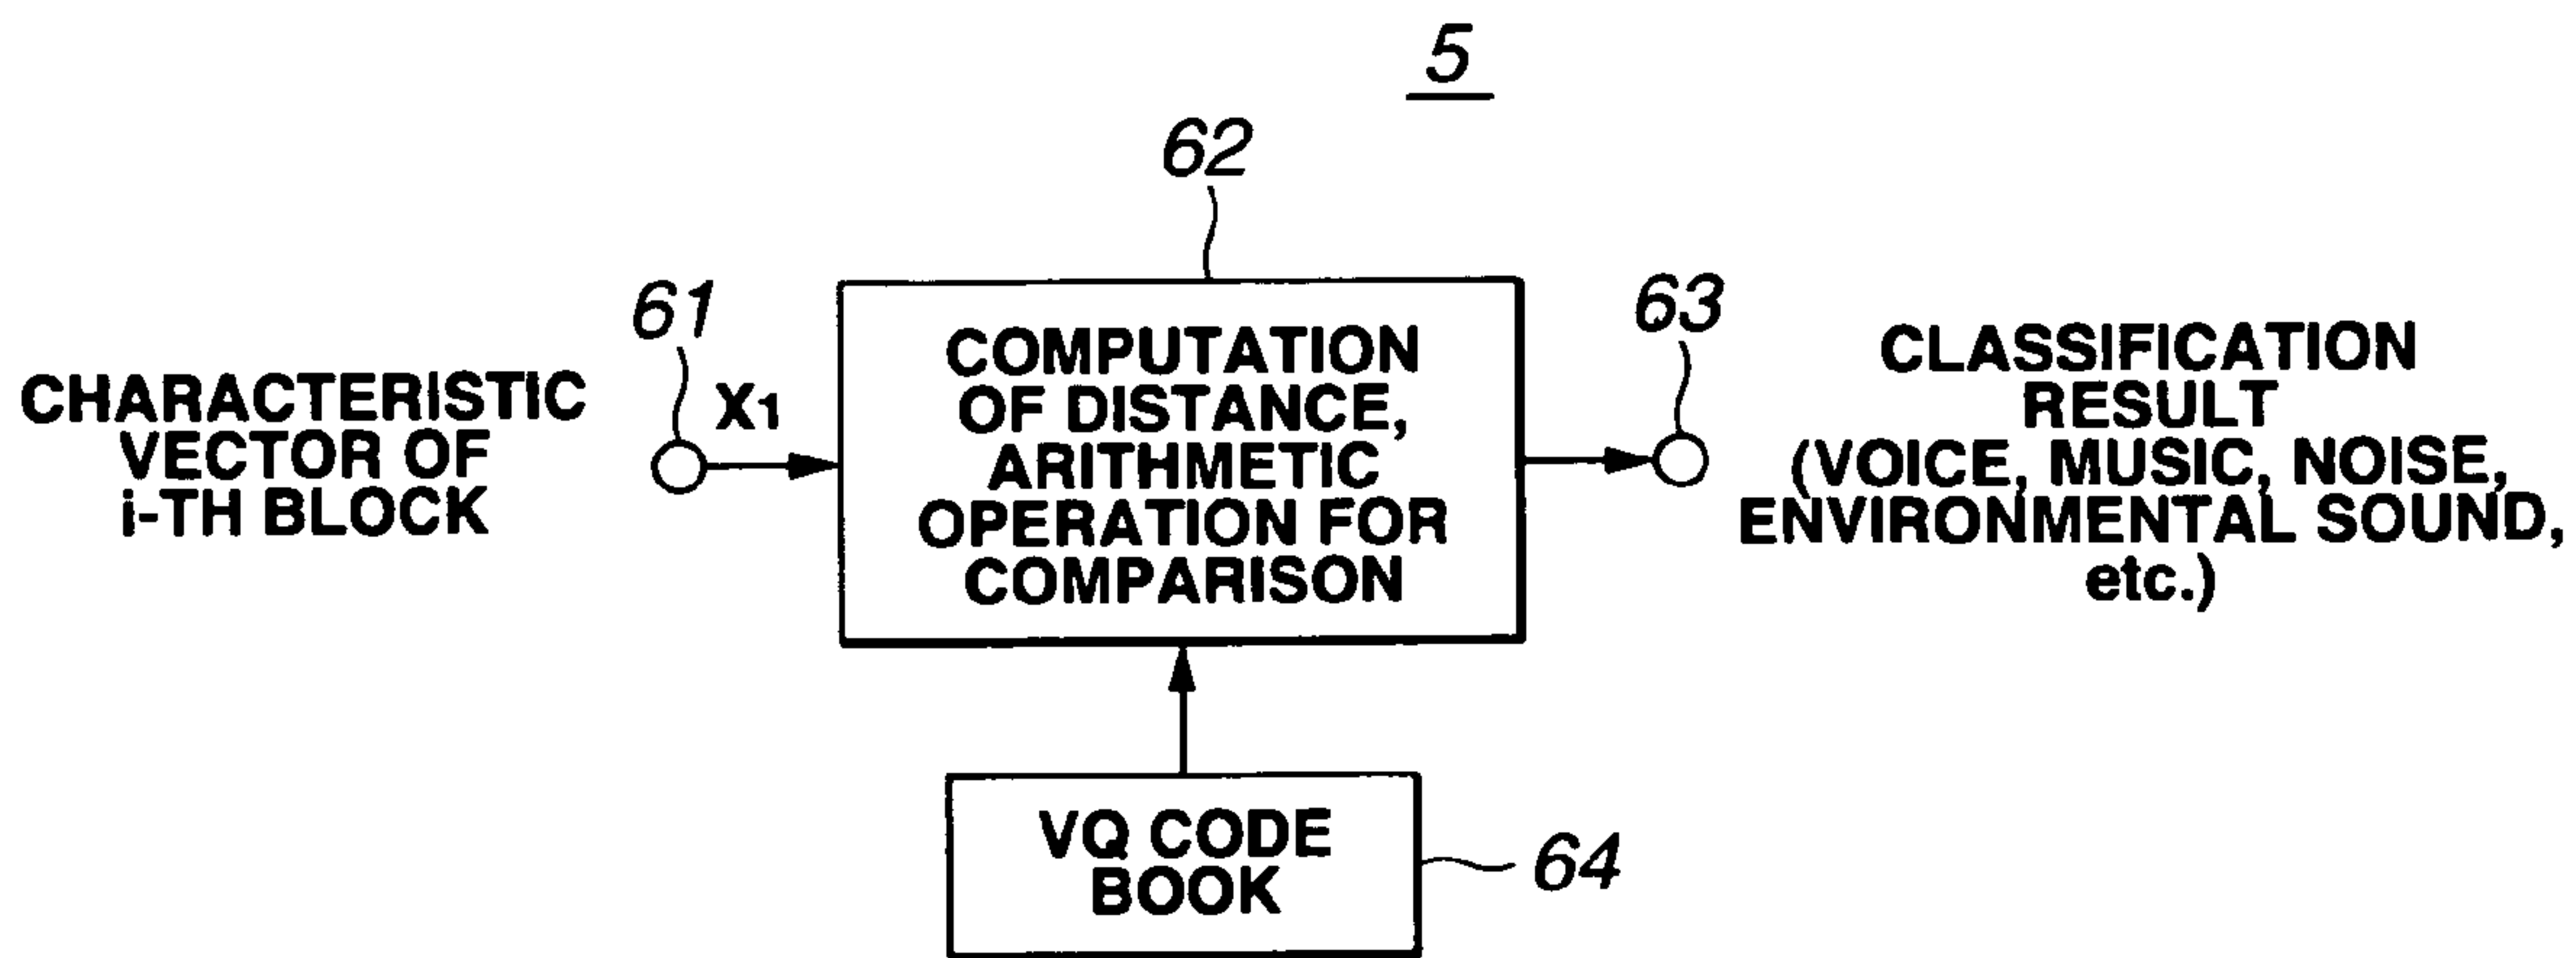 5
62
61
63
CHARACTERISTIC
VECTOR OF
i-TH BLOCK
X1
COMPUTATION
OF DISTANCE,
ARITHMETIC
OPERATION FOR
COMPARISON
CLASSIFICATION
RESULT
(VOICE, MUSIC, NOISE,
ENVIRONMENTAL SOUND,
etc.)
VQ CODE
BOOK
64